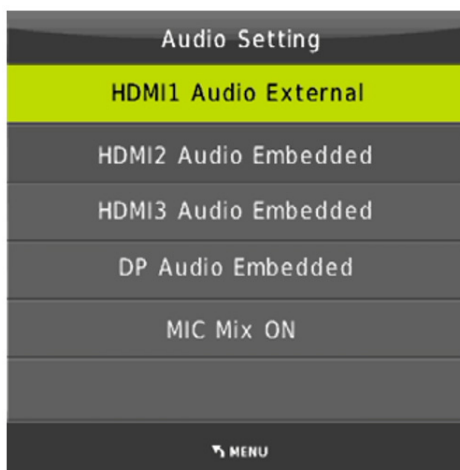 Audio Setting
HDMI1 Audio External
HDMI2 Audio Embedded
HDMI3 Audio Embedded
DP Audio Embedded
MIC Mix ON
MENU